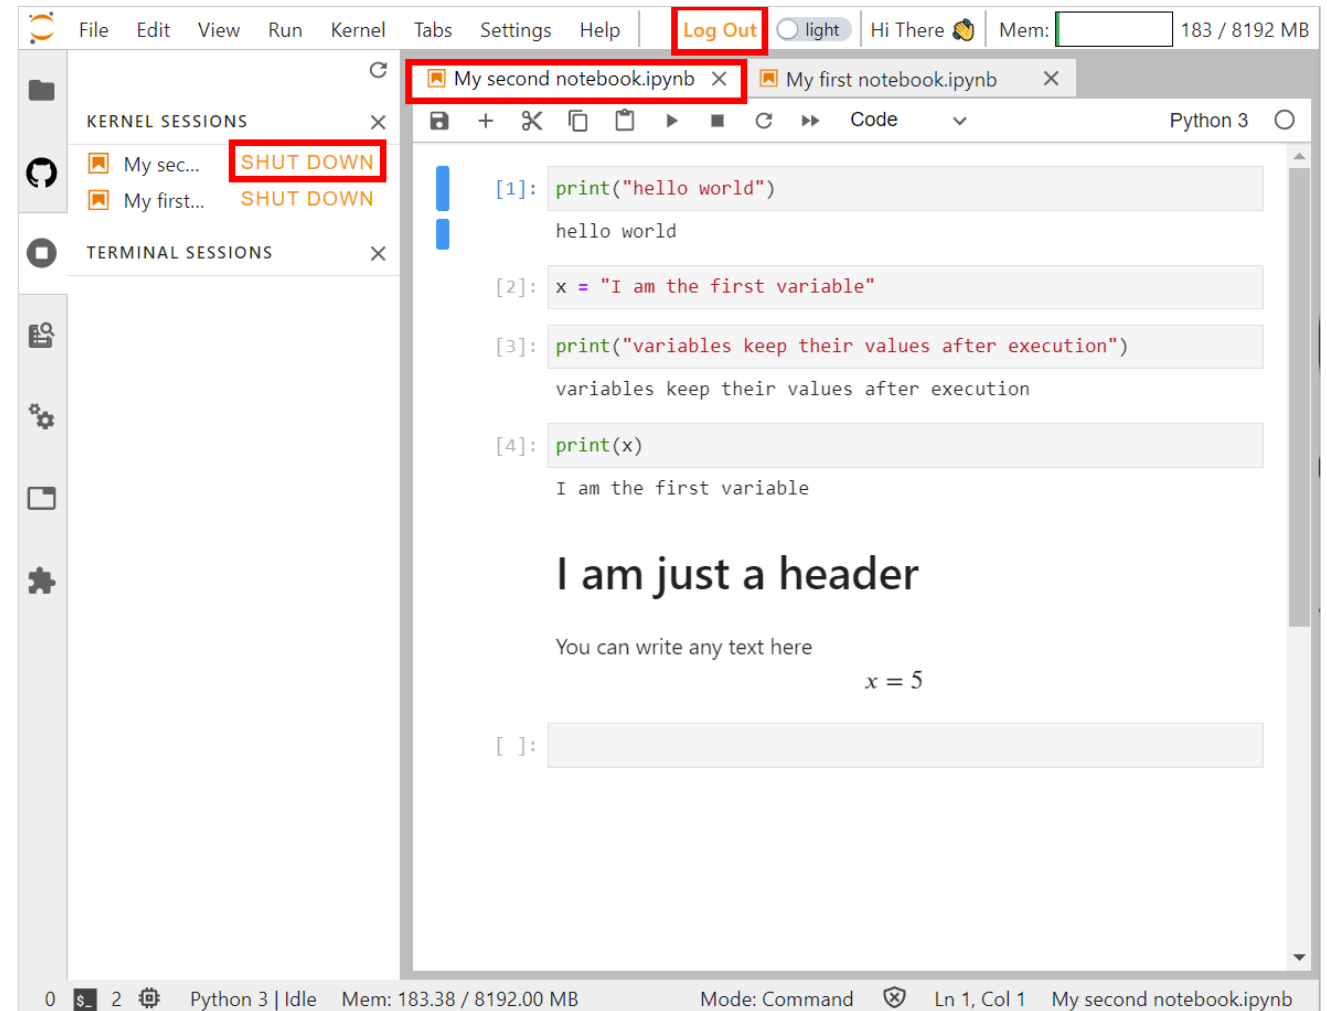 File Edit View Run Kernel Tabs Settings Help Log Out light Hi There Mem: 183 / 8192 MB
My second notebook.ipynb My first notebook.ipynb
Code Python 3
KERNEL SESSIONS
My sec... SHUT DOWN
My first... SHUT DOWN
TERMINAL SESSIONS
[1]: print("hello world")
hello world
[2]: x = "I am the first variable"
[3]: print("variables keep their values after execution")
variables keep their values after execution
[4]: print(x)
I am the first variable
I am just a header
You can write any text here
x = 5
[ ]:
0 $_ 2 Python 3 | Idle Mem: 183.38 / 8192.00 MB Mode: Command Ln 1, Col 1 My second notebook.ipynb